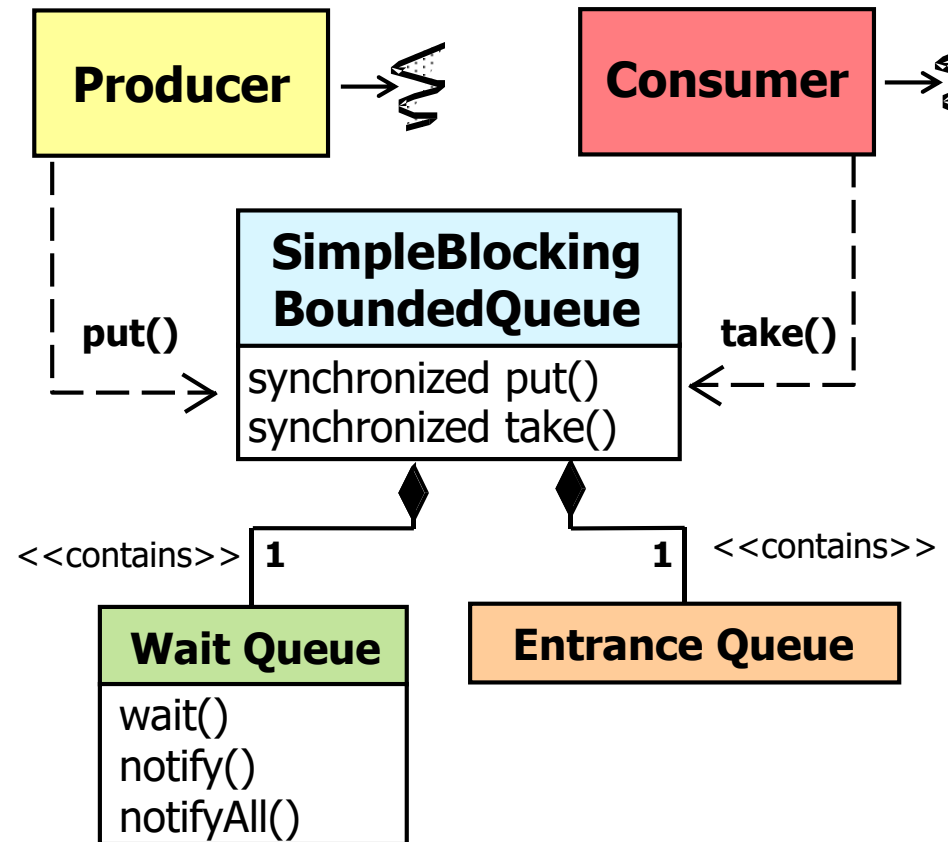 Producer
Consumer
SimpleBlocking
BoundedQueue
put()
take()
synchronized put()
synchronized take()
<<contains>>
1
1
<<contains>>
Wait Queue
Entrance Queue
wait()
notify()
notifyAll()